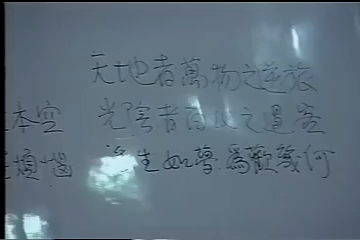 天地者萬物之逆旅
本空 光陰者百代之過客
煩惱 浮生如夢為歡幾何